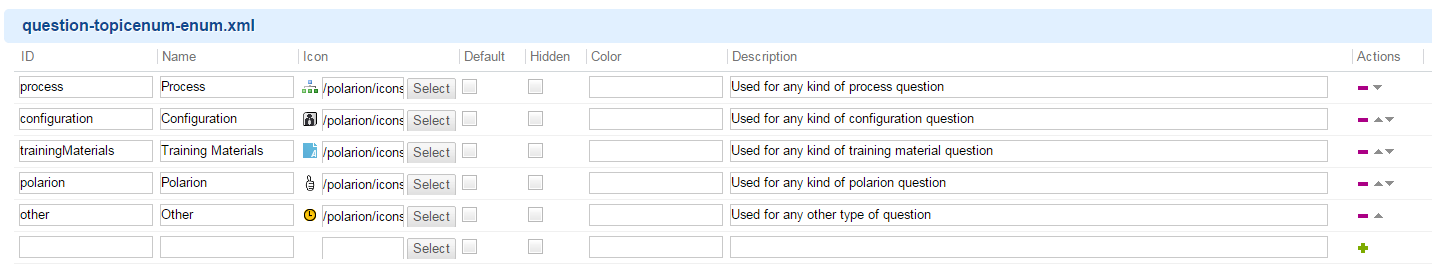 question-topicenum-enum.xml
ID Name Icon Default Hidden Color Description Actions
process Process /polarion/icons Select Used for any kind of process question
configuration Configuration /polarion/icons Select Used for any kind of configuration question
trainingMaterials Training Materials /polarion/icons Select Used for any kind of training material question
polarion Polarion /polarion/icons Select Used for any kind of polarion question
other Other /polarion/icons Select Used for any other type of question
Select